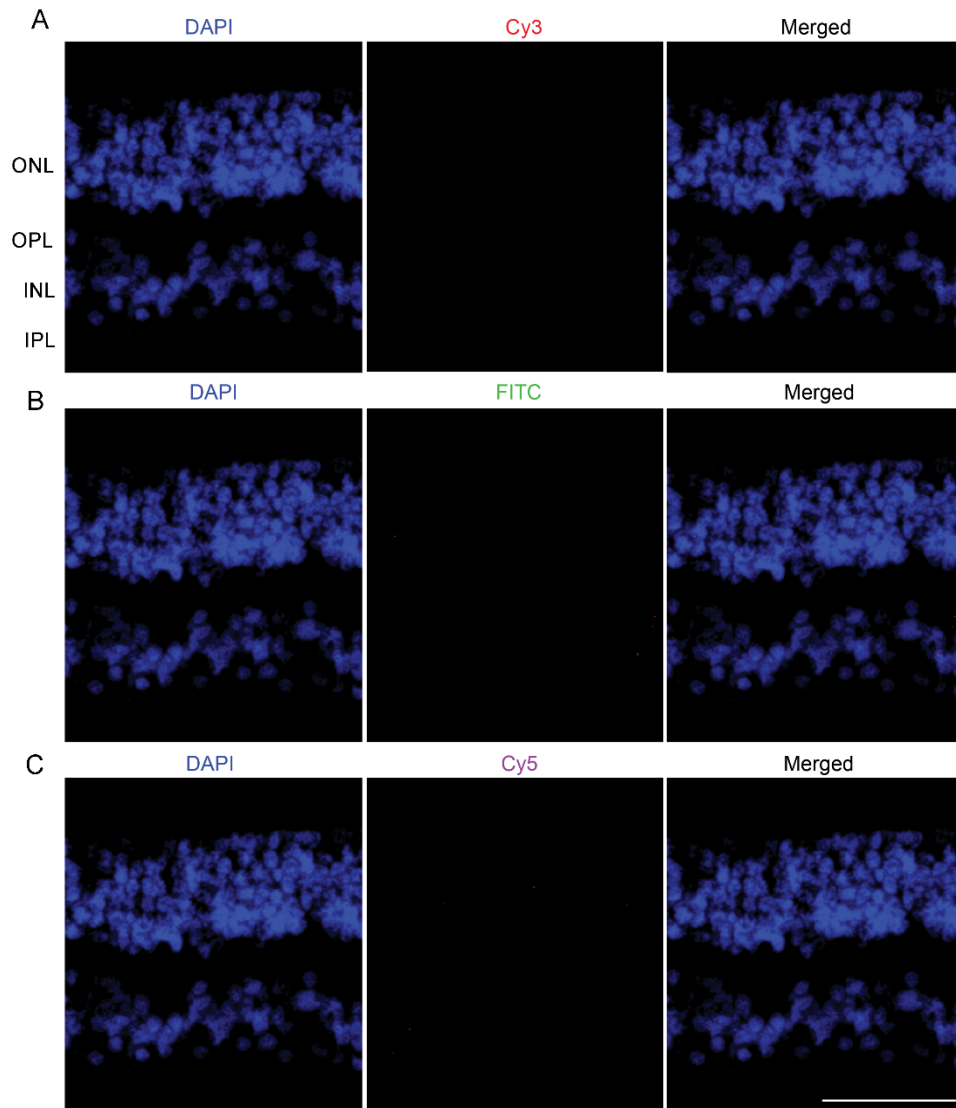 A
DAPI Cy3 Merged
ONL
OPL
INL
IPL
B
DAPI FITC Merged
C
DAPI Cy5 Merged